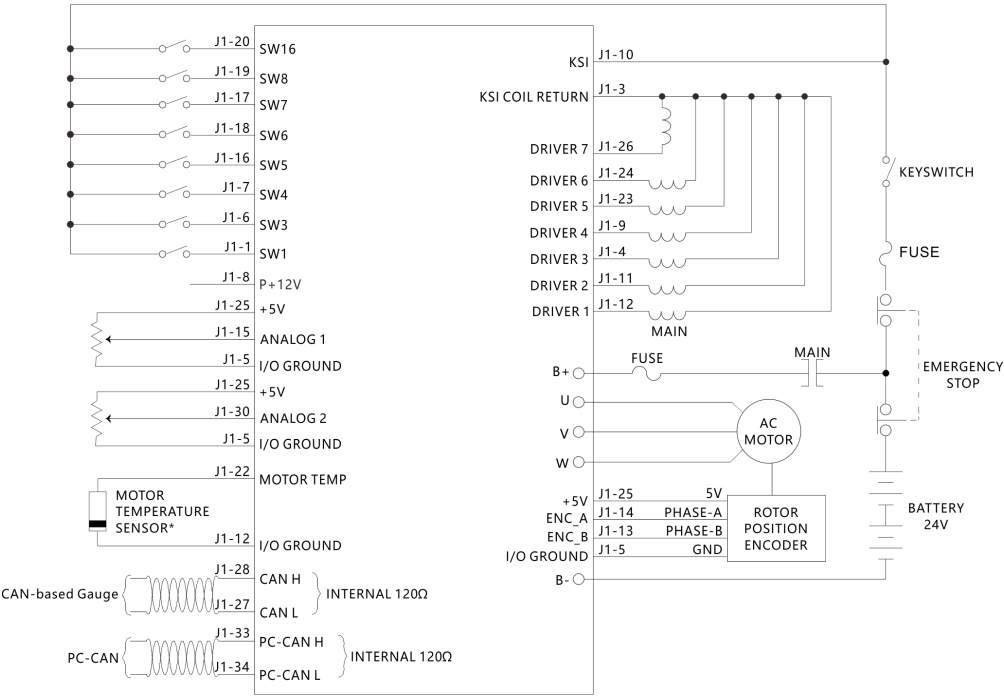 J1-20 SW16
J1-19 SW8
J1-17 SW7
J1-18 SW6
J1-16 SW5
J1-7 SW4
J1-6 SW3
J1-1 SW1
J1-8 P+12V
J1-25 +5V
J1-15 ANALOG 1
J1-5 I/O GROUND
J1-25 +5V
J1-30 ANALOG 2
J1-5 I/O GROUND
J1-22 MOTOR TEMP
MOTOR
TEMPERATURE
SENSOR*
J1-12 I/O GROUND
J1-28 CAN H
CAN-based Gauge
INTERNAL 120Ω
J1-27 CAN L
J1-33 PC-CAN H
PC-CAN
INTERNAL 120Ω
J1-34 PC-CAN L
KSI J1-10
KSI COIL RETURN J1-3
DRIVER 7 J1-26
DRIVER 6 J1-24
DRIVER 5 J1-23
DRIVER 4 J1-9
DRIVER 3 J1-4
DRIVER 2 J1-11
DRIVER 1 J1-12
MAIN
KEYSWITCH
FUSE
EMERGENCY
STOP
B+
FUSE
MAIN
U
V
W
AC
MOTOR
+5V J1-25 5V
ENC_A J1-14 PHASE-A
ENC_B J1-13 PHASE-B
I/O GROUND J1-5 GND
ROTOR
POSITION
ENCODER
BATTERY
24V
B-